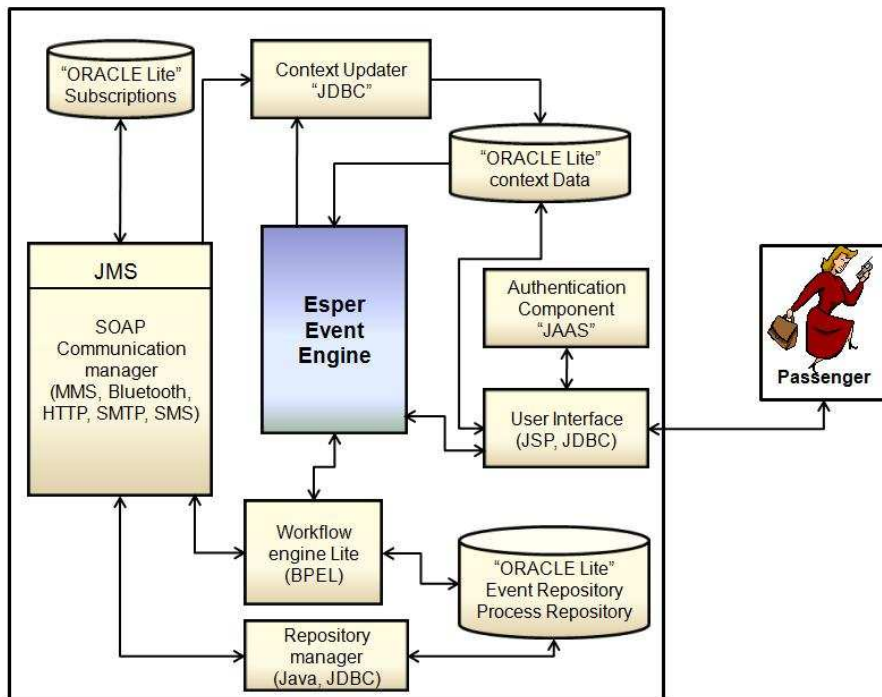 “ORACLE Lite”
Subscriptions
Context Updater
“JDBC”
“ORACLE Lite”
context Data
JMS
SOAP
Communication
manager
(MMS, Bluetooth,
HTTP, SMTP, SMS)
Esper
Event
Engine
Authentication
Component
“JAAS”
Passenger
User Interface
(JSP, JDBC)
Workflow
engine Lite
(BPEL)
“ORACLE Lite”
Event Repository
Process Repository
Repository
manager
(Java, JDBC)